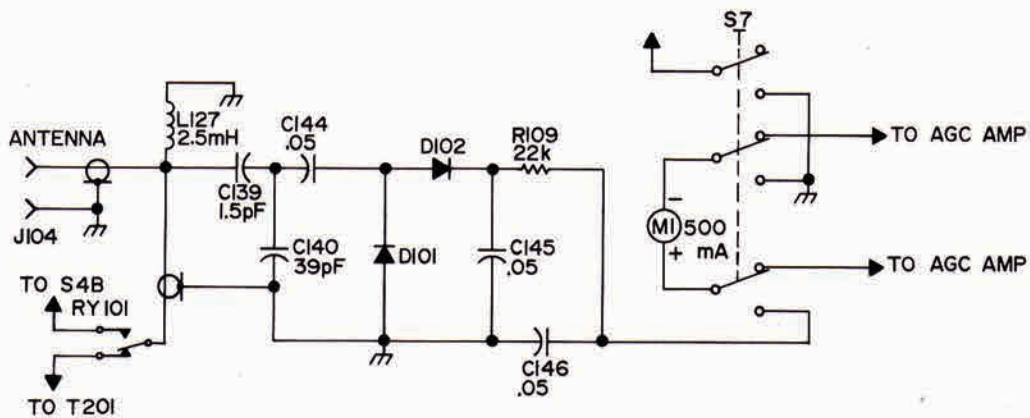 S7
L127
2.5mH
ANTENNA
C144
.05
D102
R109
22k
TO AGC AMP
C139
1.5pF
J104
M1
500
mA
-
+
C140
39pF
D101
C145
.05
TO AGC AMP
TO S4B
RY101
C146
.05
TO T201